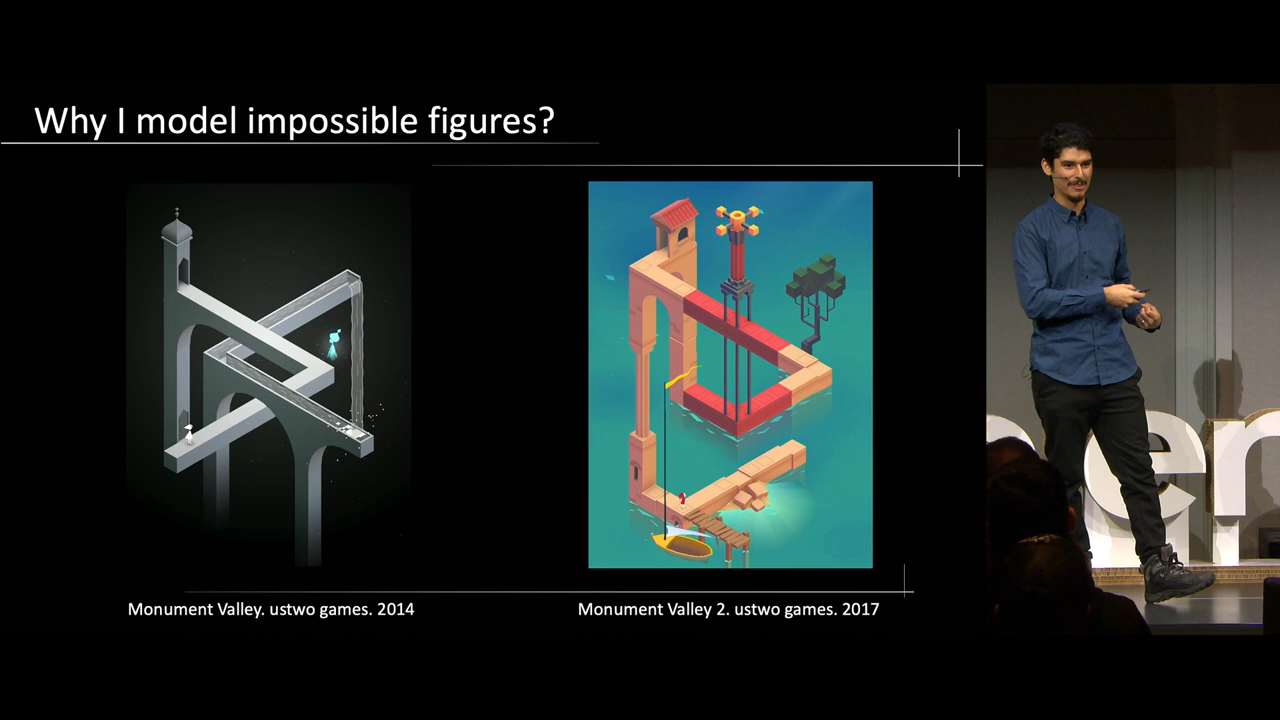 Why I model impossible figures?
Monument Valley. ustwo games. 2014
Monument Valley 2. ustwo games. 2017